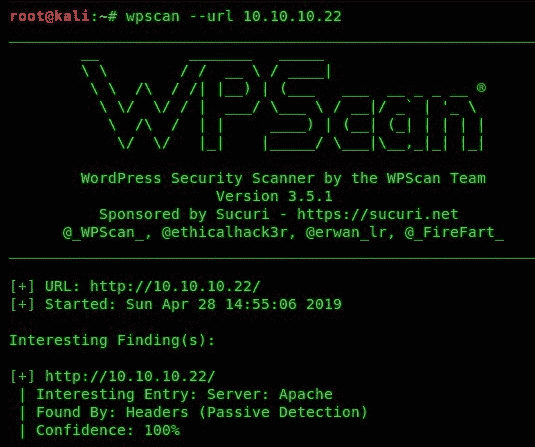 root@kali:~# wpscan --url 10.10.10.22
WPScan ®
WordPress Security Scanner by the WPScan Team
Version 3.5.1
Sponsored by Sucuri - https://sucuri.net
@_WPScan_, @ethicalhack3r, @erwan_lr, @_FireFart_
[+] URL: http://10.10.10.22/
[+] Started: Sun Apr 28 14:55:06 2019
Interesting Finding(s):
[+] http://10.10.10.22/
| Interesting Entry: Server: Apache
| Found By: Headers (Passive Detection)
| Confidence: 100%